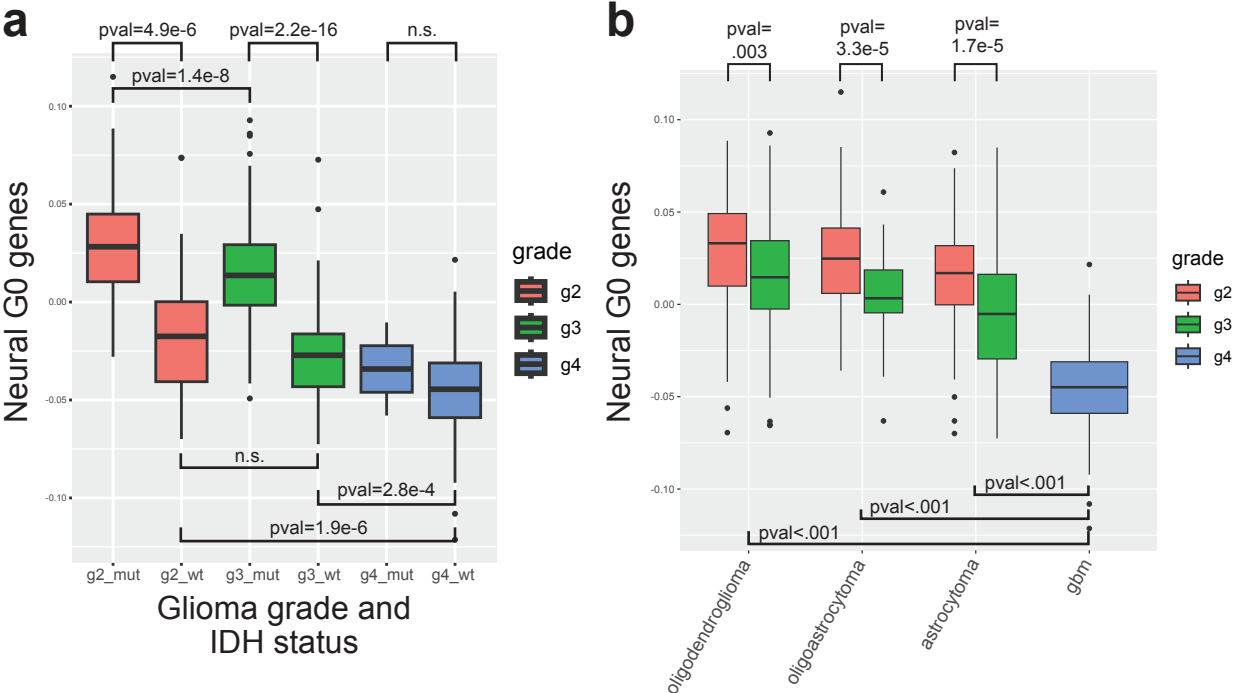 a
pval=4.9e-6
pval=2.2e-16
n.s.
pval=1.4e-8
0.10
0.05
0.00
-0.05
-0.10
Neural G0 genes
n.s.
pval=2.8e-4
pval=1.9e-6
g2_mut
g2_wt
g3_mut
g3_wt
g4_mut
g4_wt
Glioma grade and
IDH status
grade
g2
g3
g4
b
pval=
.003
pval=
3.3e-5
pval=
1.7e-5
0.10
0.05
0.00
-0.05
-0.10
Neural G0 genes
pval<.001
pval<.001
pval<.001
oligodendroglioma
oligoastrocytoma
astrocytoma
gbm
grade
g2
g3
g4